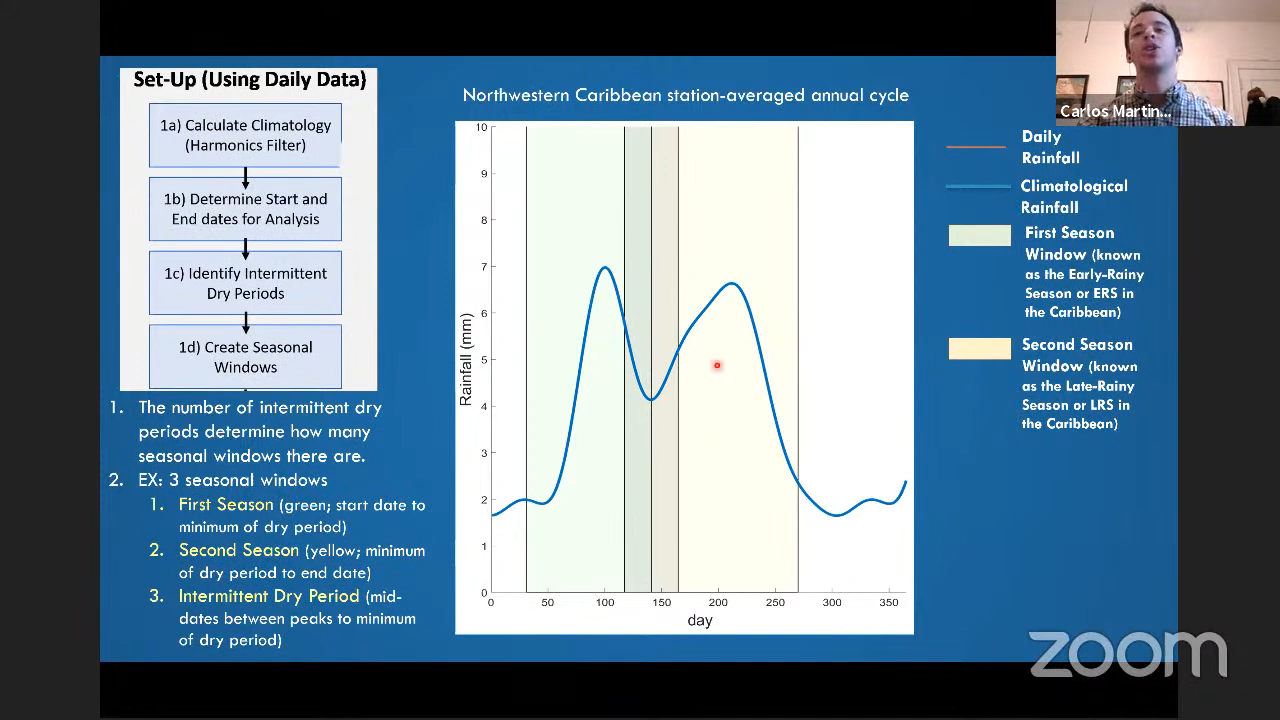 Set-Up (Using Daily Data)
1a) Calculate Climatology
(Harmonics Filter)
1b) Determine Start and
End dates for Analysis
1c) Identify Intermittent
Dry Periods
1d) Create Seasonal
Windows
1. The number of intermittent dry
periods determine how many
seasonal windows there are.
2. EX: 3 seasonal windows
1. First Season (green; start date to
minimum of dry period)
2. Second Season (yellow; minimum
of dry period to end date)
3. Intermittent Dry Period (mid-
dates between peaks to minimum
of dry period)
Northwestern Caribbean station-averaged annual cycle
Rainfall (mm)
10
9
8
7
6
5
4
3
2
1
0
0 50 100 150 200 250 300 350
day
Carlos Martin...
Daily
Rainfall
Climatological
Rainfall
First Season
Window (known
as the Early-Rainy
Season or ERS in
the Caribbean)
Second Season
Window (known
as the Late-Rainy
Season or LRS in
the Caribbean)
zoom